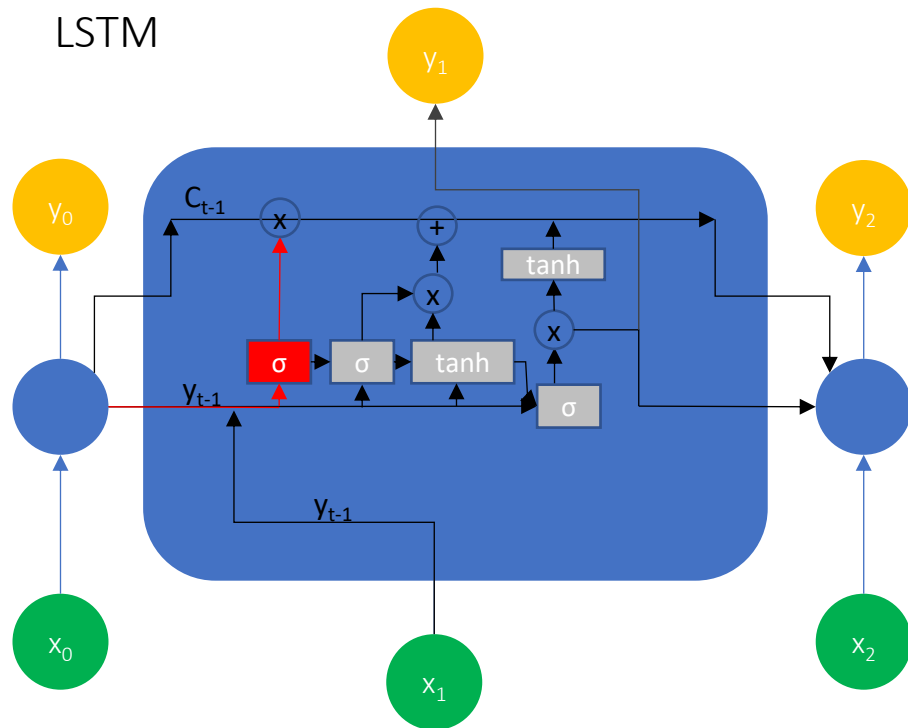 LSTM
y₁
y₀
y₂
Cₜ₋₁
x
+
tanh
x
x
σ
σ
tanh
yₜ₋₁
σ
yₜ₋₁
x₀
x₁
x₂